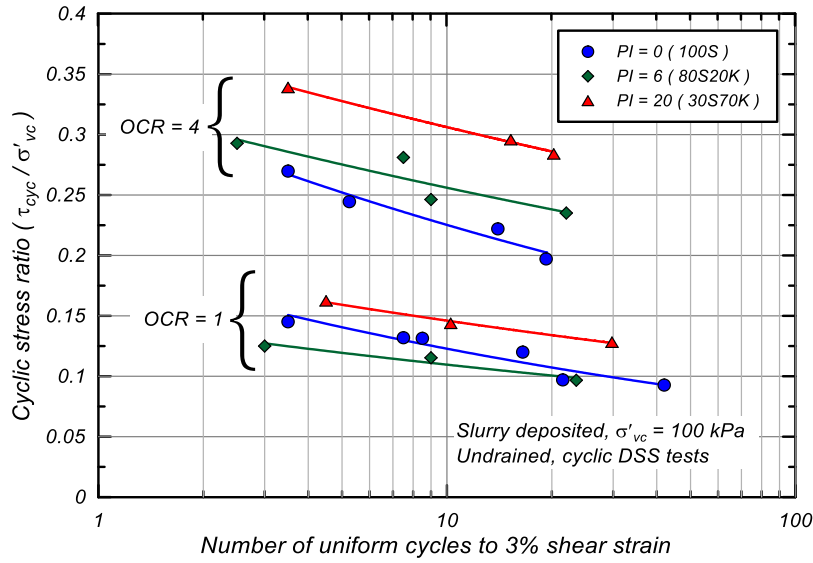 0.4
0.35
0.3
0.25
0.2
0.15
0.1
0.05
0
Cyclic stress ratio ( τcyc / σ'vc )
PI = 0 ( 100S )
PI = 6 ( 80S20K )
PI = 20 ( 30S70K )
OCR = 4
OCR = 1
Slurry deposited, σ'vc = 100 kPa
Undrained, cyclic DSS tests
1 10 100
Number of uniform cycles to 3% shear strain